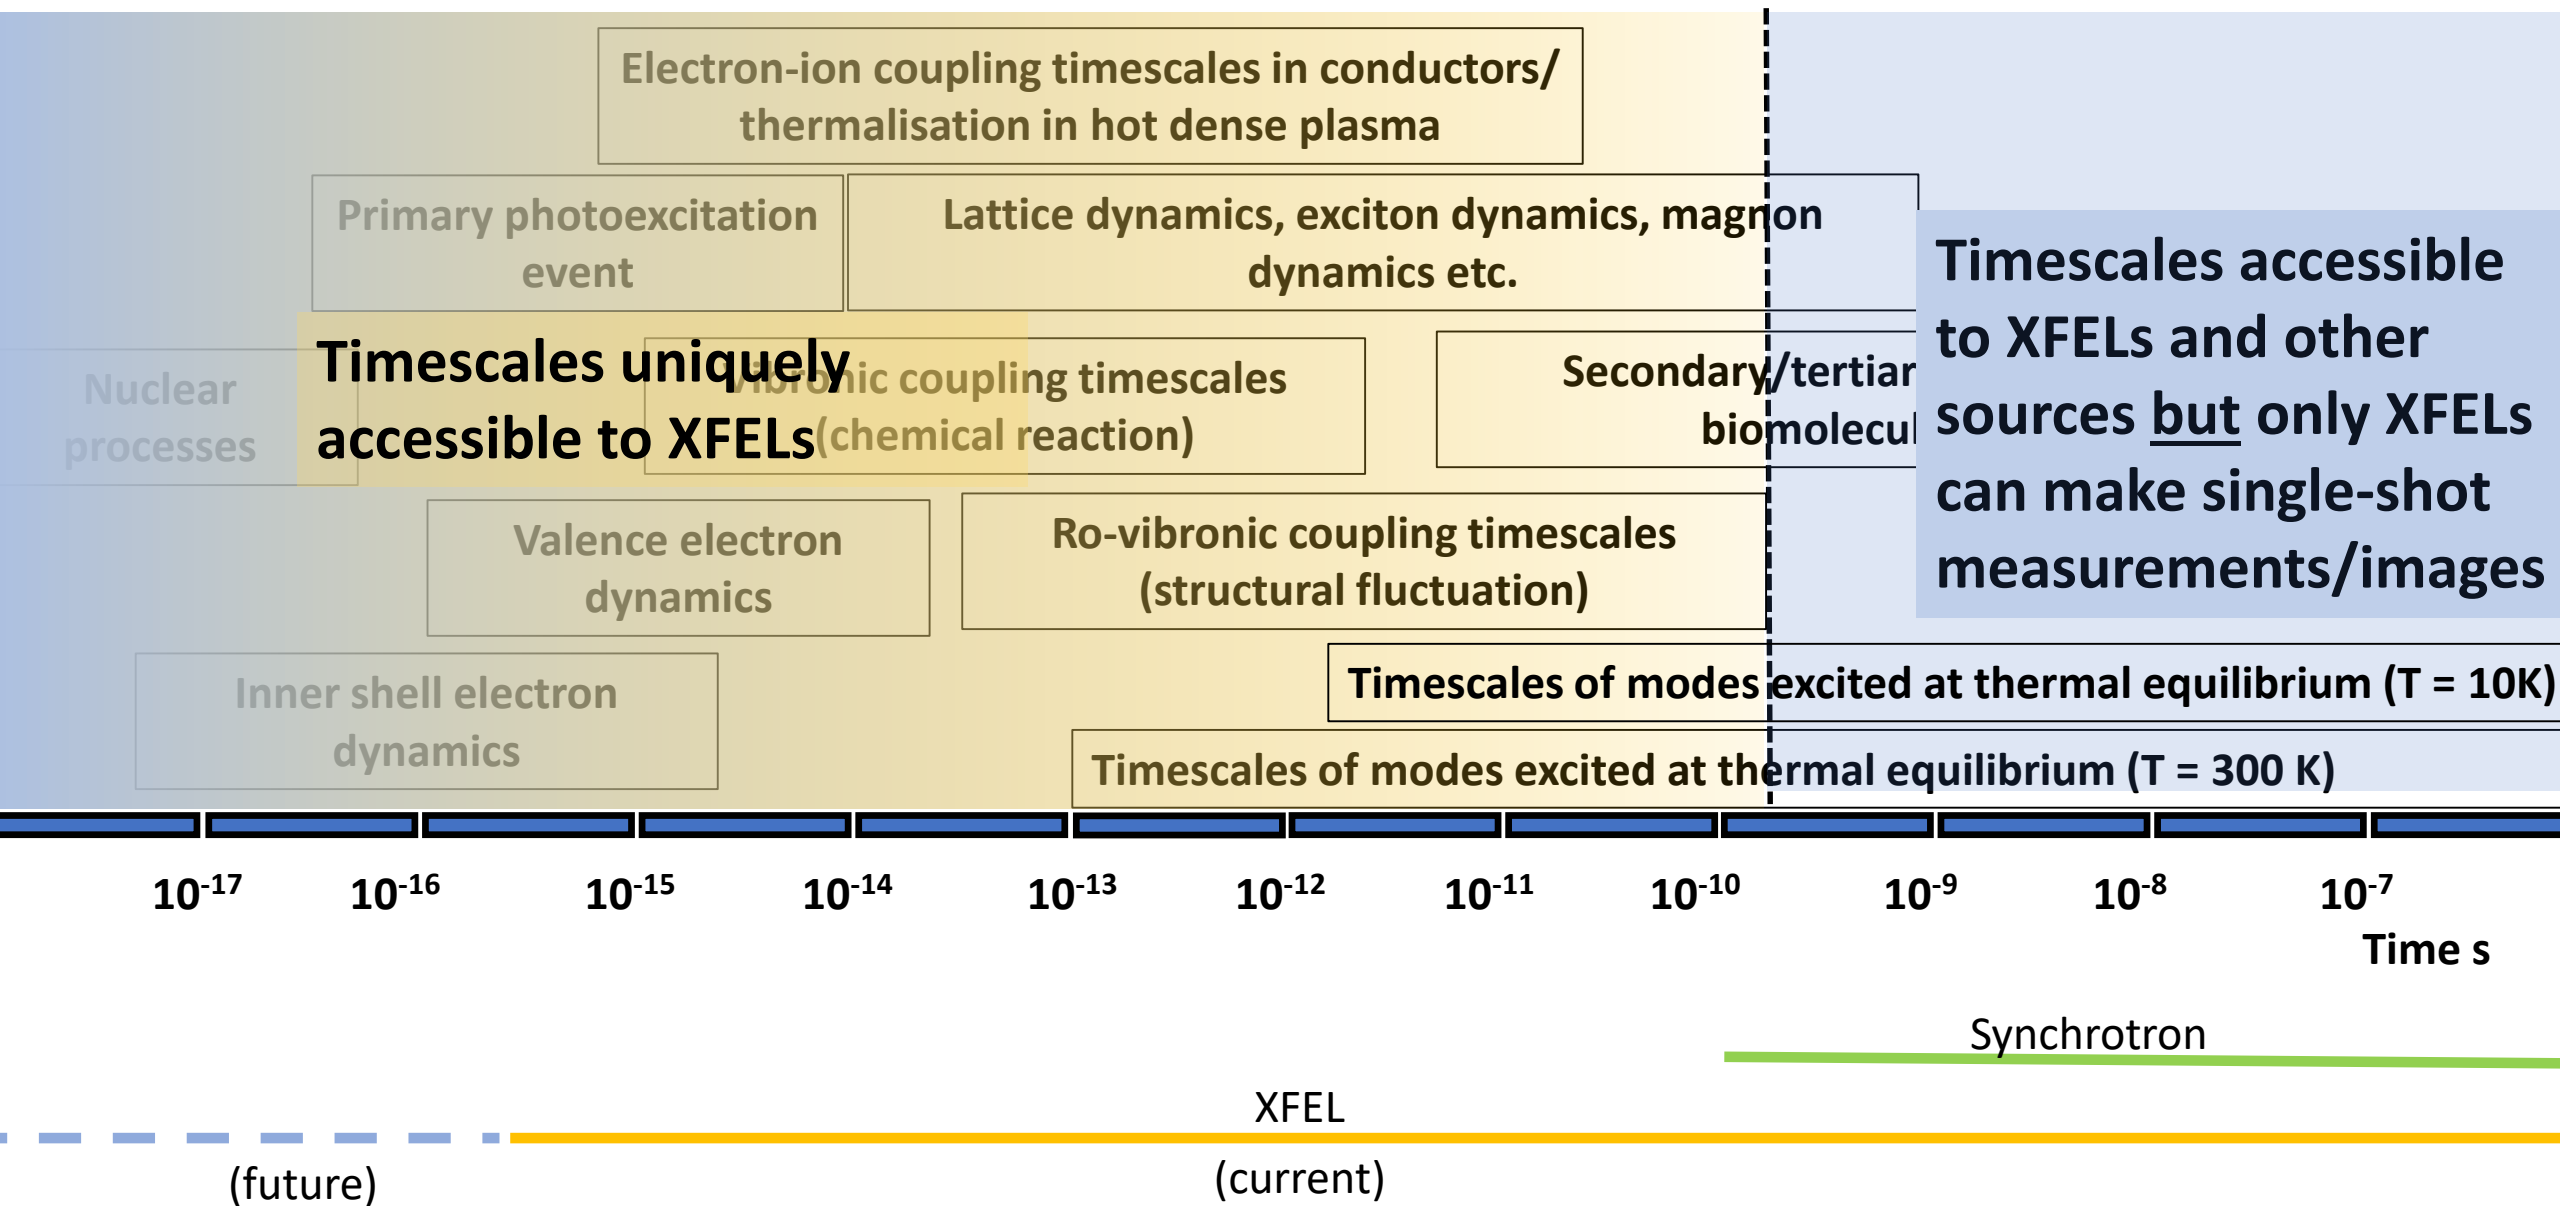 Electron-ion coupling timescales in conductors/
thermalisation in hot dense plasma
Primary photoexcitation
event
Lattice dynamics, exciton dynamics, magnon
dynamics etc.
Timescales accessible
to XFELs and other
sources but only XFELs
can make single-shot
measurements/images
Nuclear
processes
Timescales uniquely
accessible to XFELs
Vibronic coupling timescales
(chemical reaction)
Secondary/tertiar
biomolecul
Valence electron
dynamics
Ro-vibronic coupling timescales
(structural fluctuation)
Inner shell electron
dynamics
Timescales of modes excited at thermal equilibrium (T = 10K)
Timescales of modes excited at thermal equilibrium (T = 300 K)
10⁻¹⁷ 10⁻¹⁶ 10⁻¹⁵ 10⁻¹⁴ 10⁻¹³ 10⁻¹² 10⁻¹¹ 10⁻¹⁰ 10⁻⁹ 10⁻⁸ 10⁻⁷
Time s
Synchrotron
XFEL
(future)
(current)